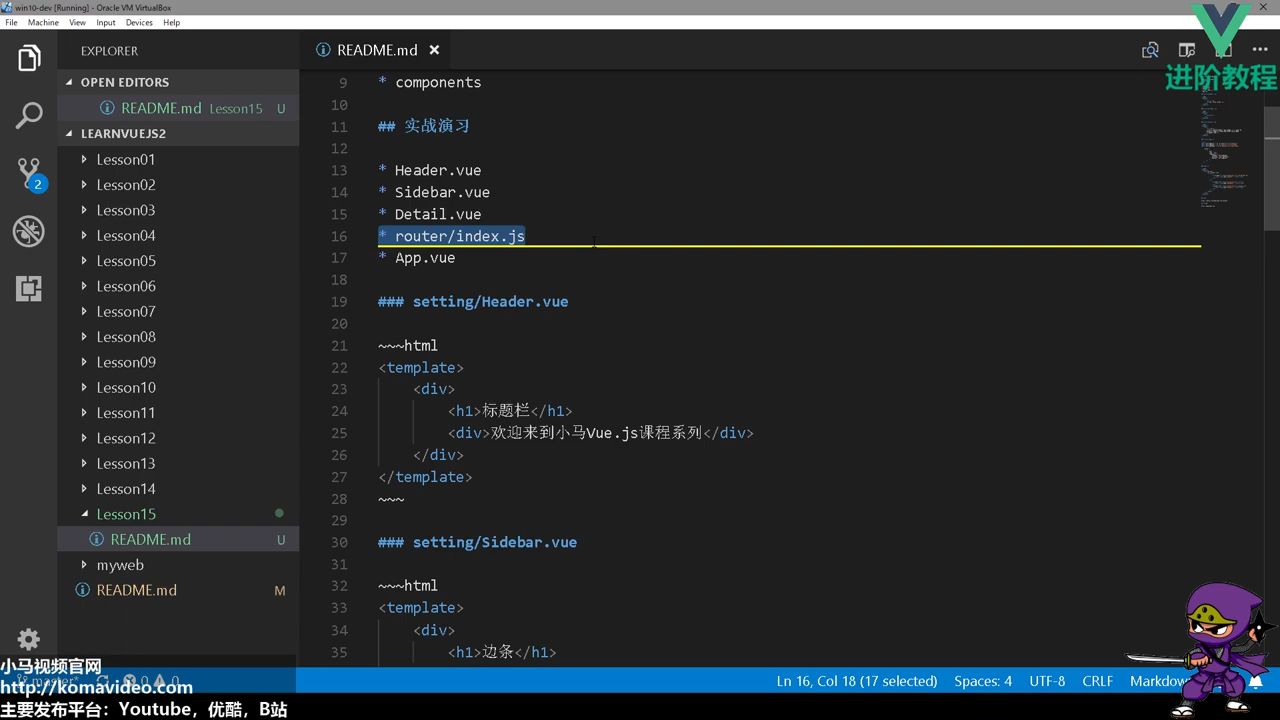 win10-dev [Running] - Oracle VM VirtualBox
File Machine View Input Devices Help
EXPLORER
OPEN EDITORS
README.md Lesson15 U
LEARNVUEJS2
Lesson01
Lesson02
Lesson03
Lesson04
Lesson05
Lesson06
Lesson07
Lesson08
Lesson09
Lesson10
Lesson11
Lesson12
Lesson13
Lesson14
Lesson15
README.md U
myweb
README.md M
2
README.md
进阶教程
9 * components
10
11 ## 实战演习
12
13 * Header.vue
14 * Sidebar.vue
15 * Detail.vue
16 * router/index.js
17 * App.vue
18
19 ### setting/Header.vue
20
21 ~~~html
22 <template>
23 <div>
24 <h1>标题栏</h1>
25 <div>欢迎来到小马Vue.js课程系列</div>
26 </div>
27 </template>
28 ~~~
29
30 ### setting/Sidebar.vue
31
32 ~~~html
33 <template>
34 <div>
35 <h1>边条</h1>
小马视频官网
http://komavideo.com
主要发布平台：Youtube，优酷，B站
master* 0 0
Ln 16, Col 18 (17 selected) Spaces: 4 UTF-8 CRLF